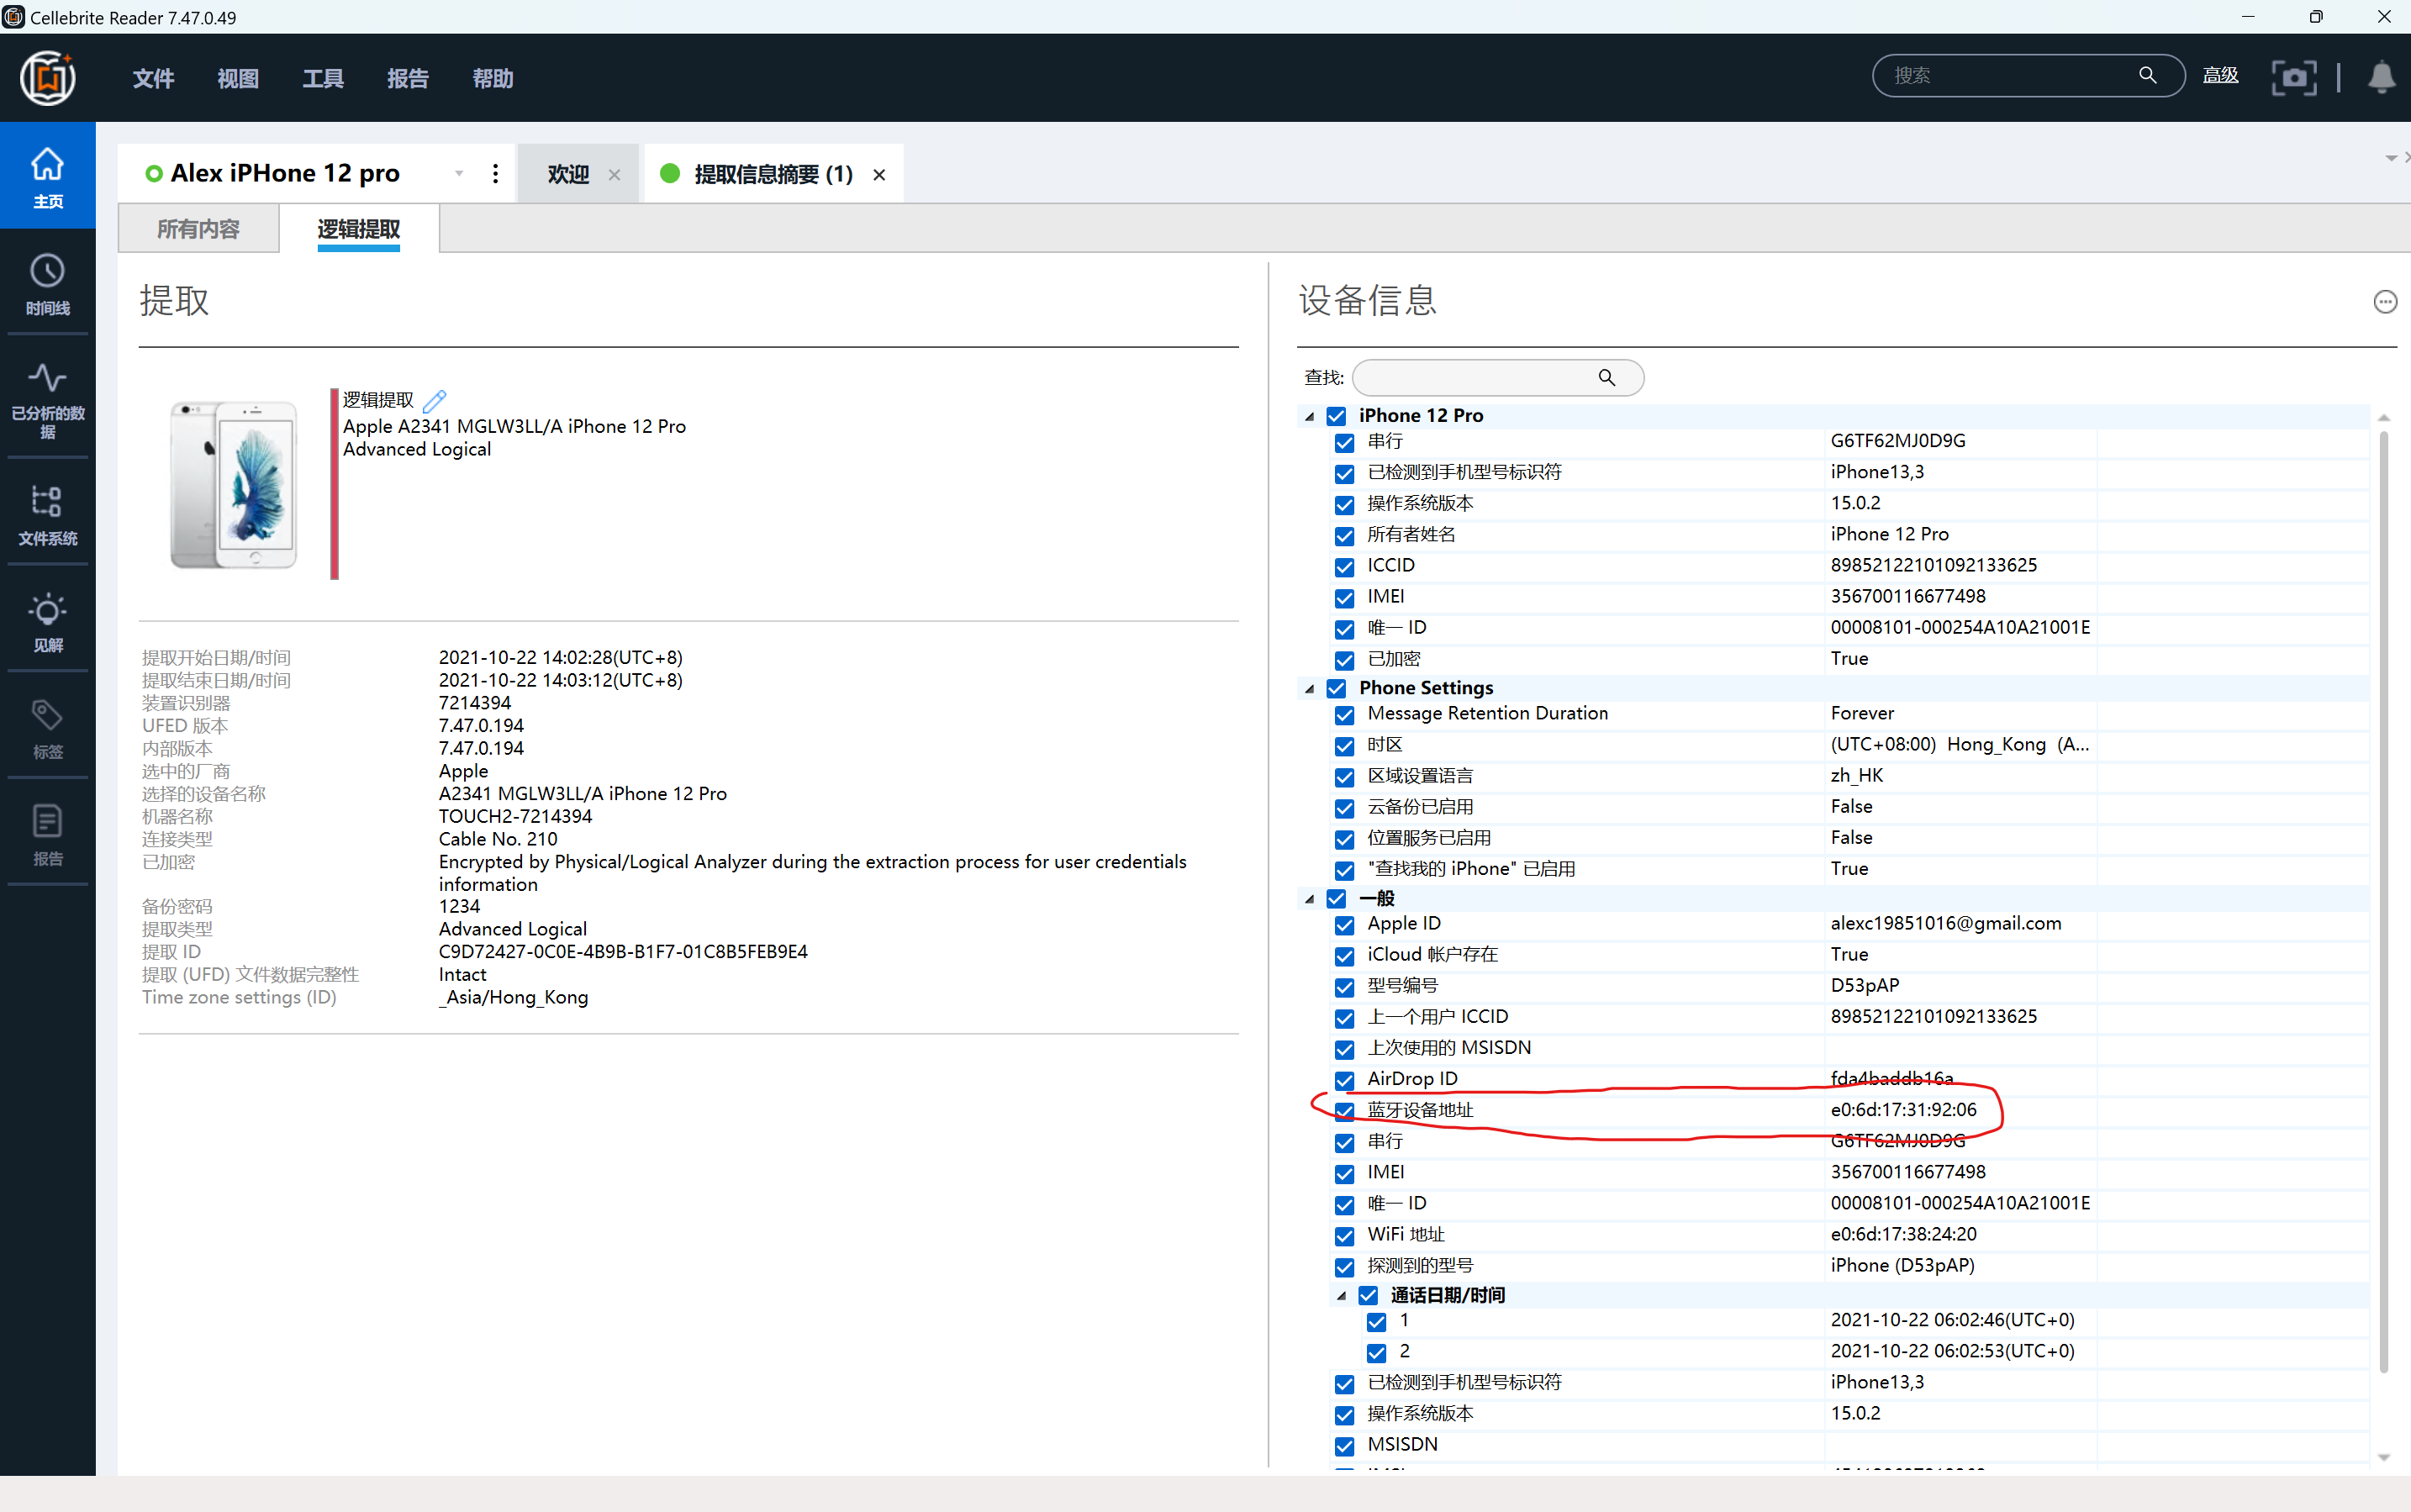 Cellebrite Reader 7.47.0.49
文件 视图 工具 报告 帮助
搜索 高级
主页
时间线
已分析的数
据
文件系统
见解
标签
报告
Alex iPHone 12 pro 欢迎 提取信息摘要 (1)
所有内容 逻辑提取
提取
逻辑提取
Apple A2341 MGLW3LL/A iPhone 12 Pro
Advanced Logical
提取开始日期/时间 2021-10-22 14:02:28(UTC+8)
提取结束日期/时间 2021-10-22 14:03:12(UTC+8)
装置识别器 7214394
UFED 版本 7.47.0.194
内部版本 7.47.0.194
选中的厂商 Apple
选择的设备名称 A2341 MGLW3LL/A iPhone 12 Pro
机器名称 TOUCH2-7214394
连接类型 Cable No. 210
已加密 Encrypted by Physical/Logical Analyzer during the extraction process for user credentials
information
备份密码 1234
提取类型 Advanced Logical
提取 ID C9D72427-0C0E-4B9B-B1F7-01C8B5FEB9E4
提取 (UFD) 文件数据完整性 Intact
Time zone settings (ID) _Asia/Hong_Kong
设备信息
查找:
iPhone 12 Pro
串行 G6TF62MJ0D9G
已检测到手机型号标识符 iPhone13,3
操作系统版本 15.0.2
所有者姓名 iPhone 12 Pro
ICCID 89852122101092133625
IMEI 356700116677498
唯一 ID 00008101-000254A10A21001E
已加密 True
Phone Settings
Message Retention Duration Forever
时区 (UTC+08:00) Hong_Kong (A...
区域设置语言 zh_HK
云备份已启用 False
位置服务已启用 False
"查找我的 iPhone" 已启用 True
一般
Apple ID alexc19851016@gmail.com
iCloud 帐户存在 True
型号编号 D53pAP
上一个用户 ICCID 89852122101092133625
上次使用的 MSISDN
AirDrop ID fda4baddb16a
蓝牙设备地址 e0:6d:17:31:92:06
串行 G6TF62MJ0D9G
IMEI 356700116677498
唯一 ID 00008101-000254A10A21001E
WiFi 地址 e0:6d:17:38:24:20
探测到的型号 iPhone (D53pAP)
通话日期/时间
1 2021-10-22 06:02:46(UTC+0)
2 2021-10-22 06:02:53(UTC+0)
已检测到手机型号标识符 iPhone13,3
操作系统版本 15.0.2
MSISDN